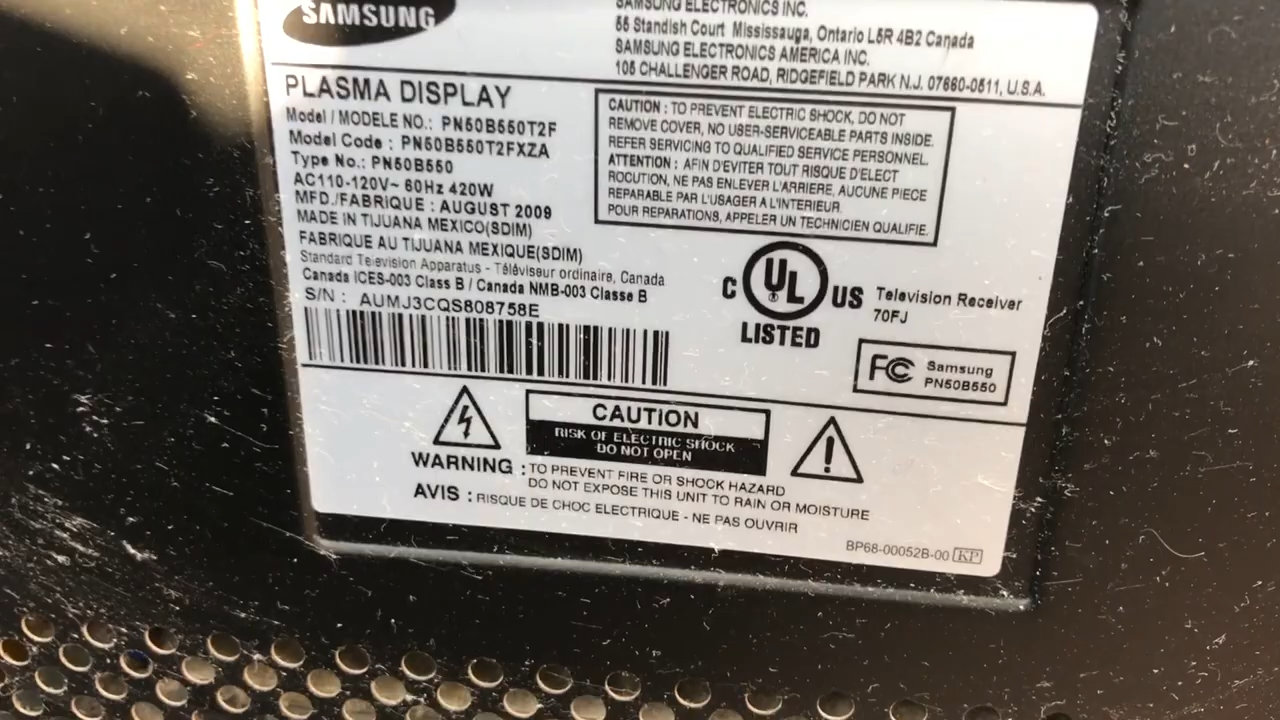 SAMSUNG
SAMSUNG ELECTRONICS INC.
55 Standish Court Mississauga, Ontario L5R 4B2 Canada
SAMSUNG ELECTRONICS AMERICA INC.
105 CHALLENGER ROAD, RIDGEFIELD PARK N.J. 07660-0511, U.S.A.
PLASMA DISPLAY
Model / MODELE NO.: PN50B550T2F
Model Code : PN50B550T2FXZA
Type No.: PN50B550
AC110-120V~ 60Hz 420W
MFD./FABRIQUE : AUGUST 2009
MADE IN TIJUANA MEXICO(SDIM)
FABRIQUE AU TIJUANA MEXIQUE(SDIM)
Standard Television Apparatus - Téléviseur ordinaire, Canada
Canada ICES-003 Class B / Canada NMB-003 Classe B
S/N : AUMJ3CQS808758E
CAUTION : TO PREVENT ELECTRIC SHOCK, DO NOT
REMOVE COVER, NO USER-SERVICEABLE PARTS INSIDE.
REFER SERVICING TO QUALIFIED SERVICE PERSONNEL.
ATTENTION : AFIN D'EVITER TOUT RISQUE D'ELECT
ROCUTION, NE PAS ENLEVER L'ARRIERE, AUCUNE PIECE
REPARABLE PAR L'USAGER A L'INTERIEUR.
POUR REPARATIONS, APPELER UN TECHNICIEN QUALIFIE.
C UL US
LISTED
Television Receiver
70FJ
FC Samsung
PN50B550
CAUTION
RISK OF ELECTRIC SHOCK
DO NOT OPEN
WARNING : TO PREVENT FIRE OR SHOCK HAZARD
DO NOT EXPOSE THIS UNIT TO RAIN OR MOISTURE
AVIS : RISQUE DE CHOC ELECTRIQUE - NE PAS OUVRIR
BP68-00052B-00 KP